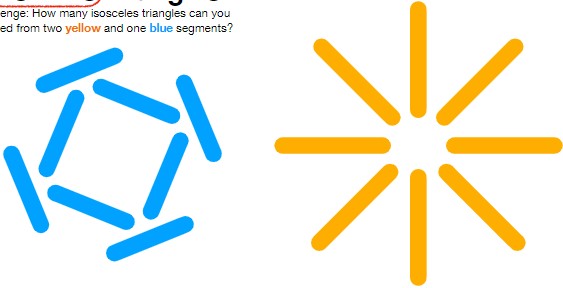 enge: How many isosceles triangles can you
ed from two yellow and one blue segments?